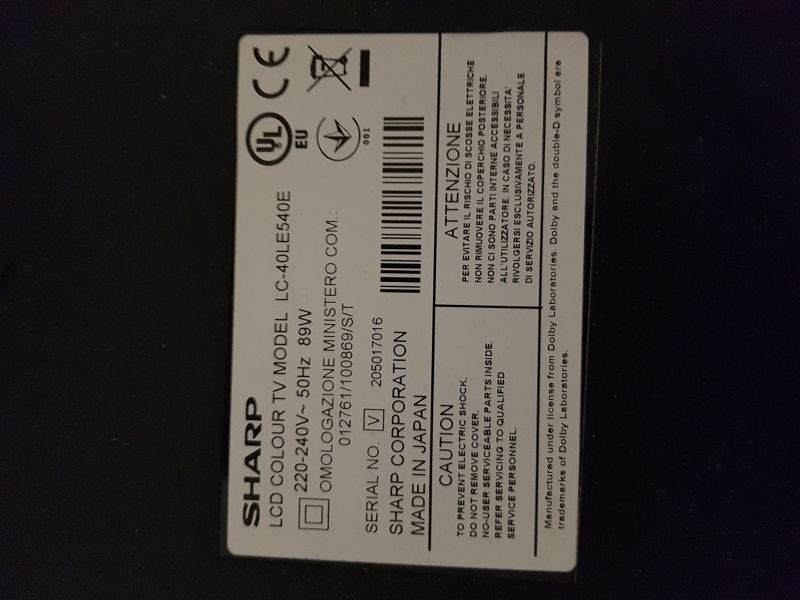 SHARP
LCD COLOUR TV MODEL LC-40LE540E
220-240V~ 50Hz 89W
OMOLOGAZIONE MINISTERO COM.:
012761/100869/S/T
UL
EU
CE
001
SERIAL NO. V 205017016
SHARP CORPORATION
MADE IN JAPAN
CAUTION
TO PREVENT ELECTRIC SHOCK.
DO NOT REMOVE COVER.
NO-USER SERVICEABLE PARTS INSIDE.
REFER SERVICING TO QUALIFIED
SERVICE PERSONNEL.
ATTENZIONE
PER EVITARE IL RISCHIO DI SCOSSE ELETTRICHE
NON RIMUOVERE IL COPERCHIO POSTERIORE.
NON CI SONO PARTI INTERNE ACCESSIBILI
ALL'UTILIZZATORE. IN CASO DI NECESSITA'
RIVOLGERSI ESCLUSIVAMENTE A PERSONALE
DI SERVIZIO AUTORIZZATO.
Manufactured under license from Dolby Laboratories. Dolby and the double-D symbol are
trademarks of Dolby Laboratories.